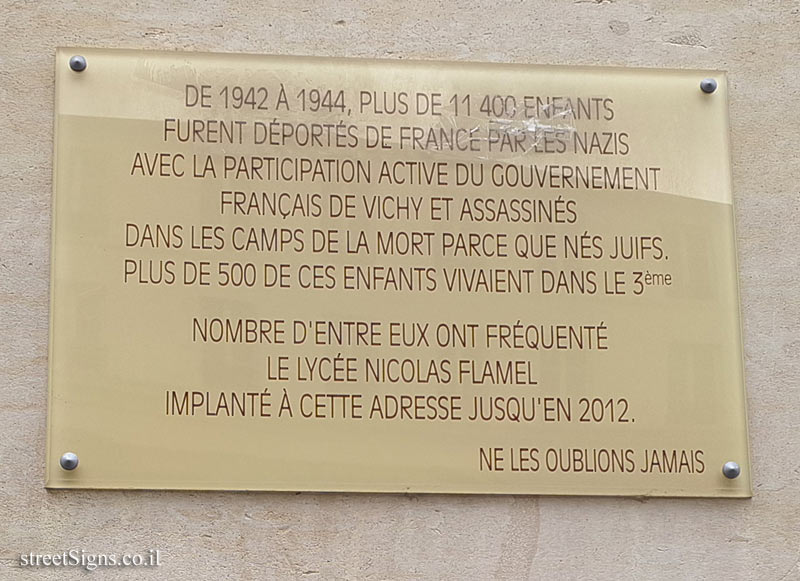 DE 1942 À 1944, PLUS DE 11 400 ENFANTS
FURENT DÉPORTÉS DE FRANCE PAR LES NAZIS
AVEC LA PARTICIPATION ACTIVE DU GOUVERNEMENT
FRANÇAIS DE VICHY ET ASSASSINÉS
DANS LES CAMPS DE LA MORT PARCE QUE NÉS JUIFS.
PLUS DE 500 DE CES ENFANTS VIVAIENT DANS LE 3ème
NOMBRE D'ENTRE EUX ONT FRÉQUENTÉ
LE LYCÉE NICOLAS FLAMEL
IMPLANTÉ À CETTE ADRESSE JUSQU'EN 2012.
NE LES OUBLIONS JAMAIS
streetSigns.co.il